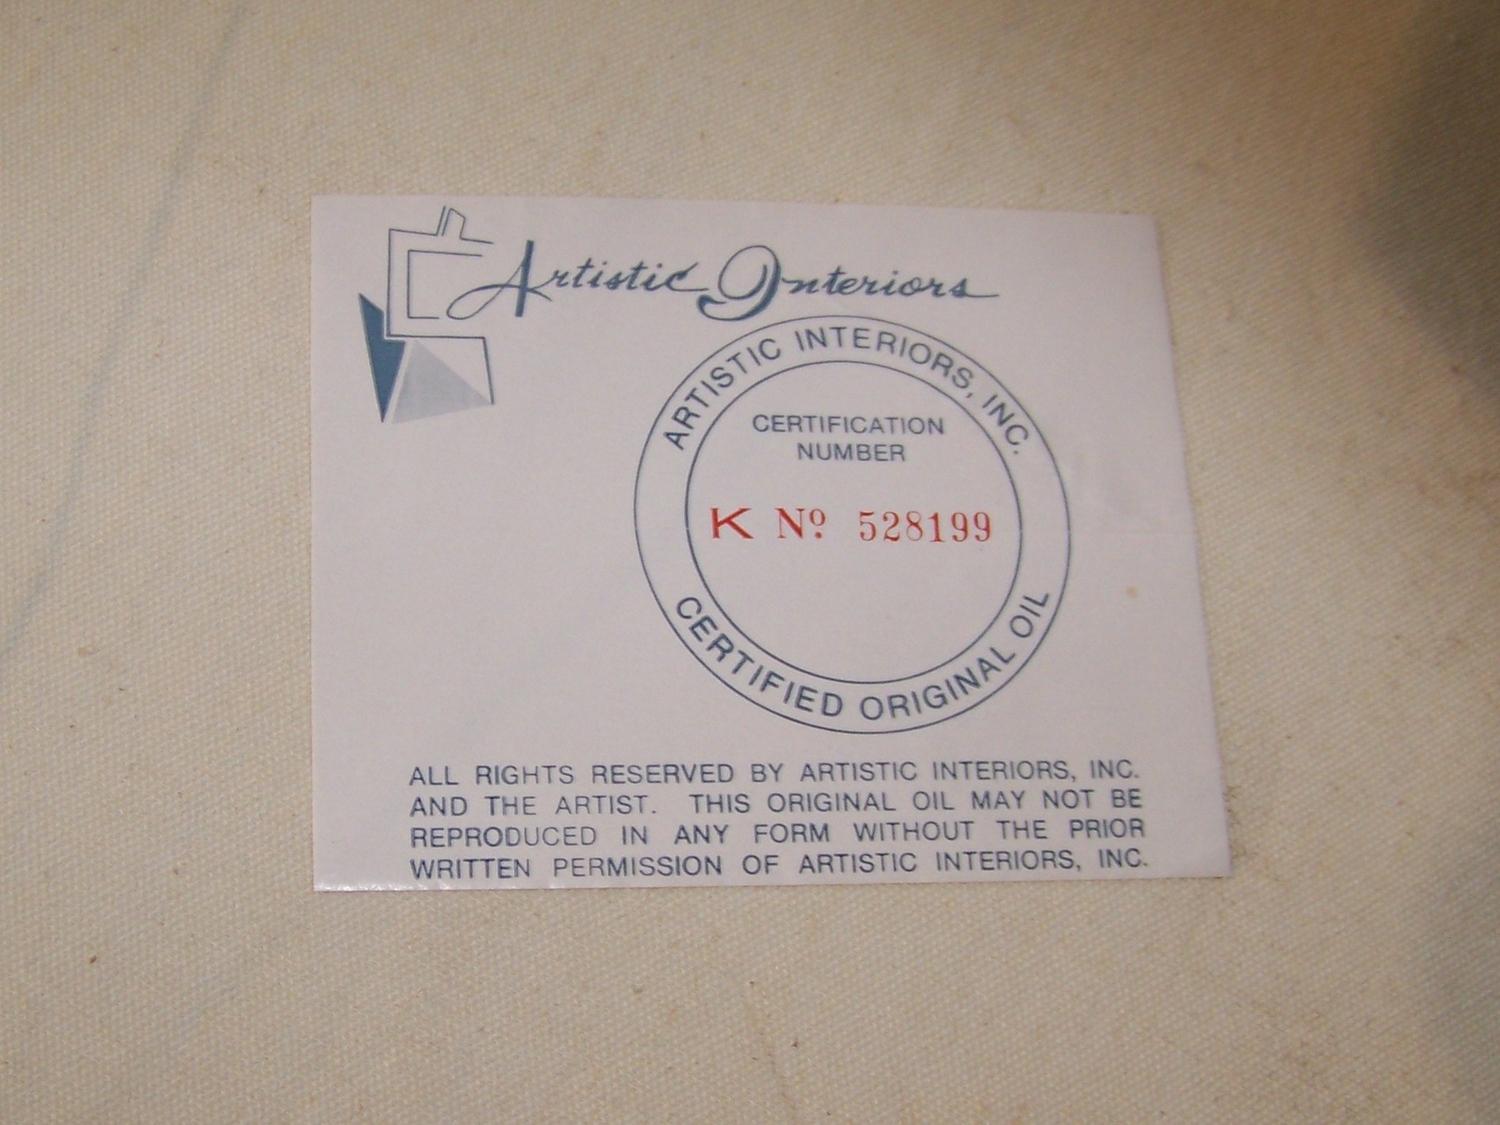 Artistic Interiors
ARTISTIC INTERIORS, INC.
CERTIFICATION
NUMBER
K Nº 528199
CERTIFIED ORIGINAL OIL
ALL RIGHTS RESERVED BY ARTISTIC INTERIORS, INC.
AND THE ARTIST. THIS ORIGINAL OIL MAY NOT BE
REPRODUCED IN ANY FORM WITHOUT THE PRIOR
WRITTEN PERMISSION OF ARTISTIC INTERIORS, INC.